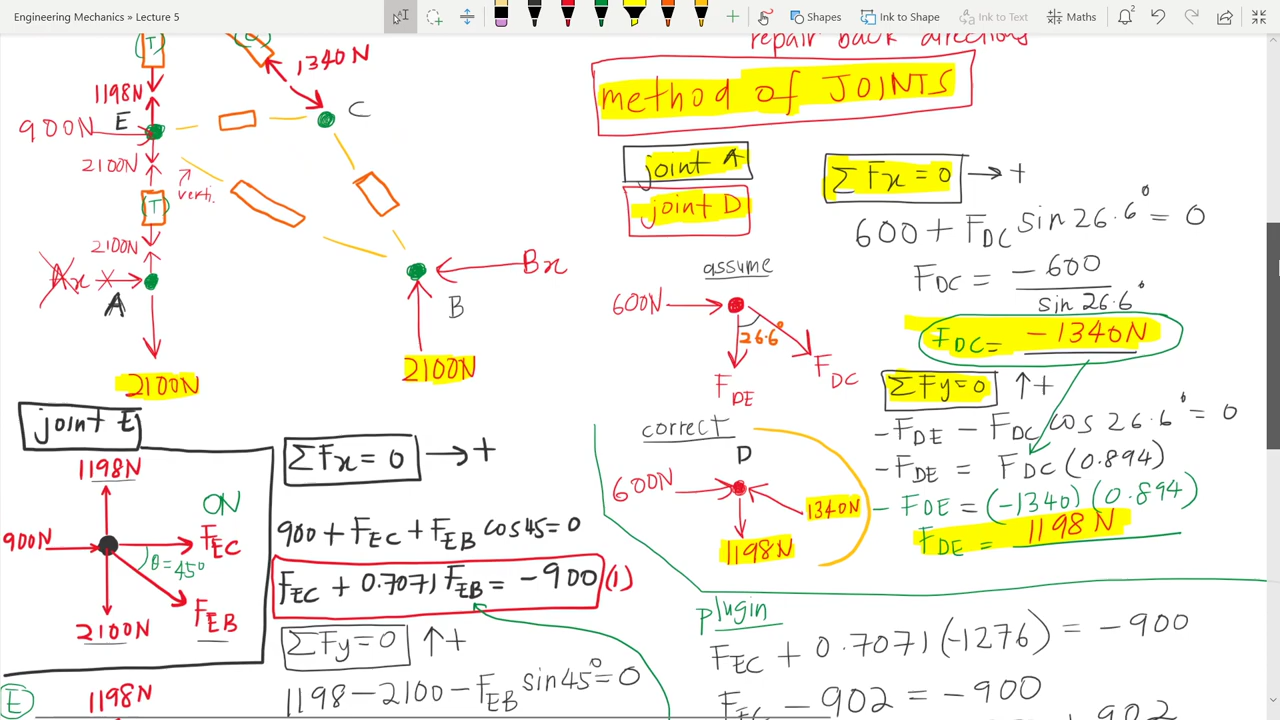 Engineering Mechanics » Lecture 5
Shapes
Ink to Shape
Ink to Text
Maths
repair back directions
T
1340 N
1198N
C
E
900N
2100N
verti.
T
2100N
Ax
A
Bx
B
2100N
2100N
method of JOINTS
joint A
joint D
ΣFx = 0 → +
600 + FDC sin 26.6° = 0
FDC = -600
sin 26.6°
FDC = -1340N
ΣFy = 0 ↑+
-FDE - FDC cos 26.6° = 0
-FDE = FDC (0.894)
- FDE = (-1340) (0.894)
FDE = 1198 N
assume
600N
26.6°
FDE
FDC
correct
D
600N
1340N
1198N
joint E
1198N
ON
900N
FEC
θ = 45°
FEB
2100N
E
1198N
ΣFx = 0 → +
900 + FEC + FEB cos 45 = 0
FEC + 0.7071 FEB = -900 (1)
ΣFy = 0 ↑+
1198 - 2100 - FEB sin 45° = 0
plugin
FEC + 0.7071 (-1276) = -900
FEC - 902 = -900
+ 902